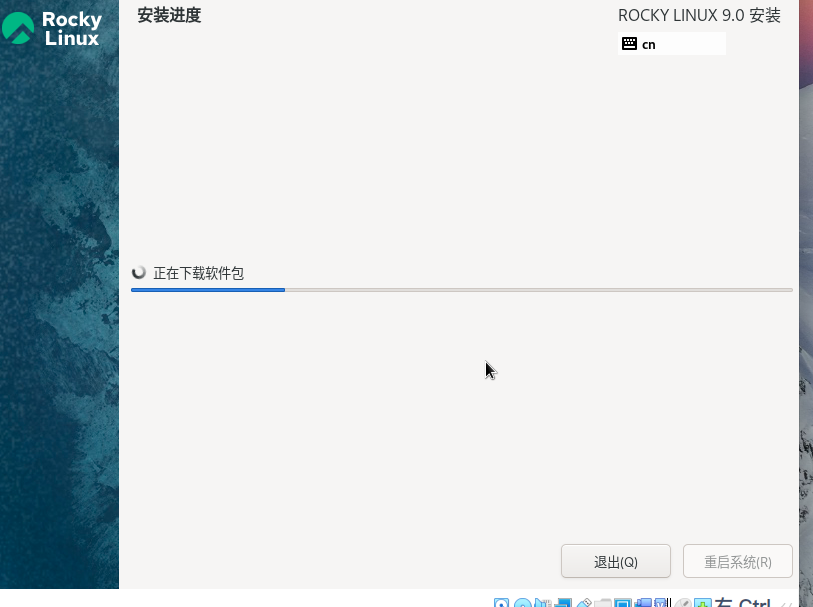 Rocky
Linux
安装进度
ROCKY LINUX 9.0 安装
cn
正在下载软件包
退出(Q)
重启系统(R)
右 Ctrl